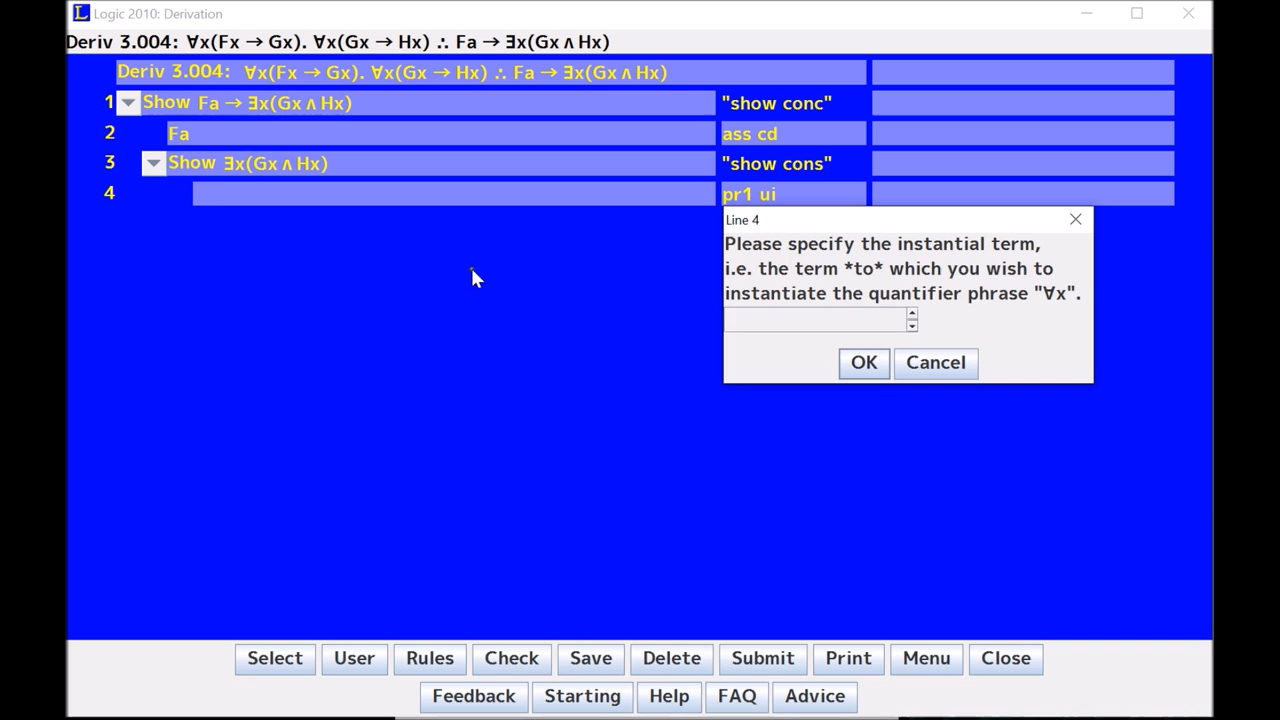 Logic 2010: Derivation
Deriv 3.004: ∀x(Fx → Gx). ∀x(Gx → Hx) ∴ Fa → ∃x(Gx ∧ Hx)
Deriv 3.004: ∀x(Fx → Gx). ∀x(Gx → Hx) ∴ Fa → ∃x(Gx ∧ Hx)
1 Show Fa → ∃x(Gx ∧ Hx) "show conc"
2 Fa ass cd
3 Show ∃x(Gx ∧ Hx) "show cons"
4 pr1 ui
Line 4
Please specify the instantial term,
i.e. the term *to* which you wish to
instantiate the quantifier phrase "∀x".
OK Cancel
Select User Rules Check Save Delete Submit Print Menu Close
Feedback Starting Help FAQ Advice